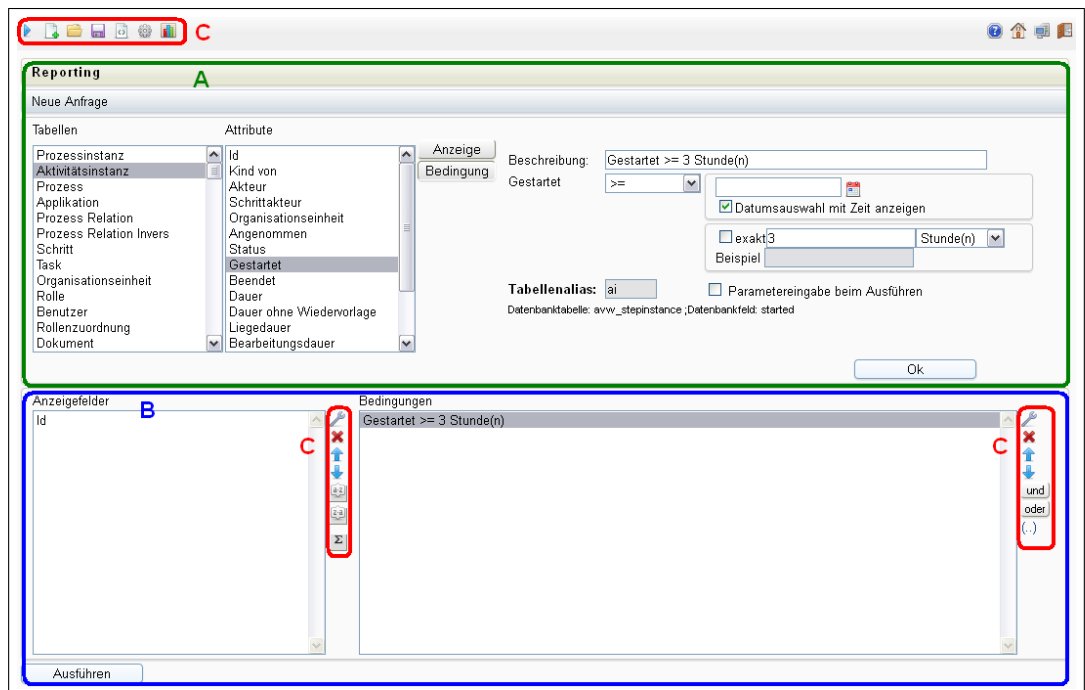 C
Reporting
A
Neue Anfrage
Tabellen
Attribute
Prozessinstanz
Aktivitätsinstanz
Prozess
Applikation
Prozess Relation
Prozess Relation Invers
Schritt
Task
Organisationseinheit
Rolle
Benutzer
Rollenzuordnung
Dokument
Id
Kind von
Akteur
Schrittakteur
Organisationseinheit
Angenommen
Status
Gestartet
Beendet
Dauer
Dauer ohne Wiedervorlage
Liegedauer
Bearbeitungsdauer
Anzeige
Bedingung
Beschreibung: Gestartet >= 3 Stunde(n)
Gestartet >=
Datumsauswahl mit Zeit anzeigen
exakt 3 Stunde(n)
Beispiel
Tabellenalias: ai
Parametereingabe beim Ausführen
Datenbanktabelle: avw_stepinstance ;Datenbankfeld: started
Ok
Anzeigefelder
B
Id
C
Σ
Bedingungen
Gestartet >= 3 Stunde(n)
C
und
oder
(..)
Ausführen